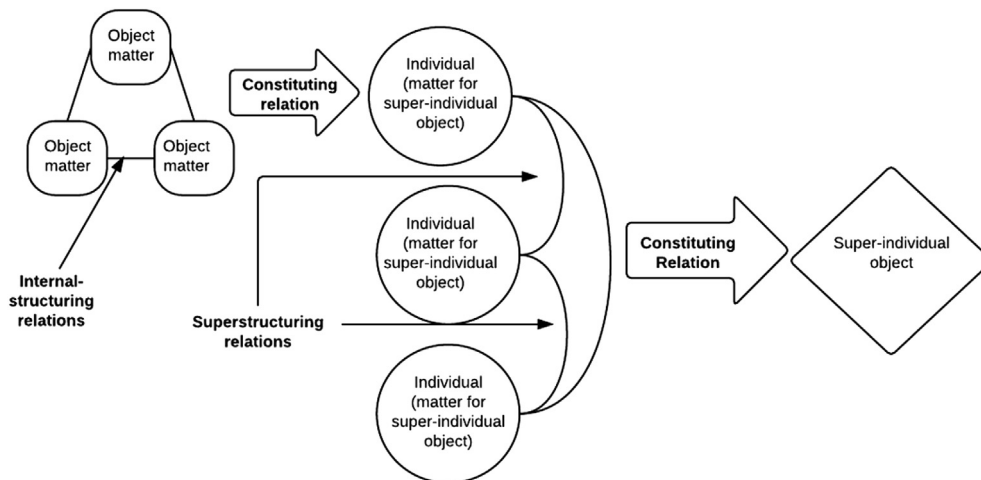 Object
matter
Object
matter
Object
matter
Internal-
structuring
relations
Constituting
relation
Individual
(matter for
super-individual
object)
Individual
(matter for
super-individual
object)
Superstructuring
relations
Individual
(matter for
super-individual
object)
Constituting
Relation
Super-individual
object